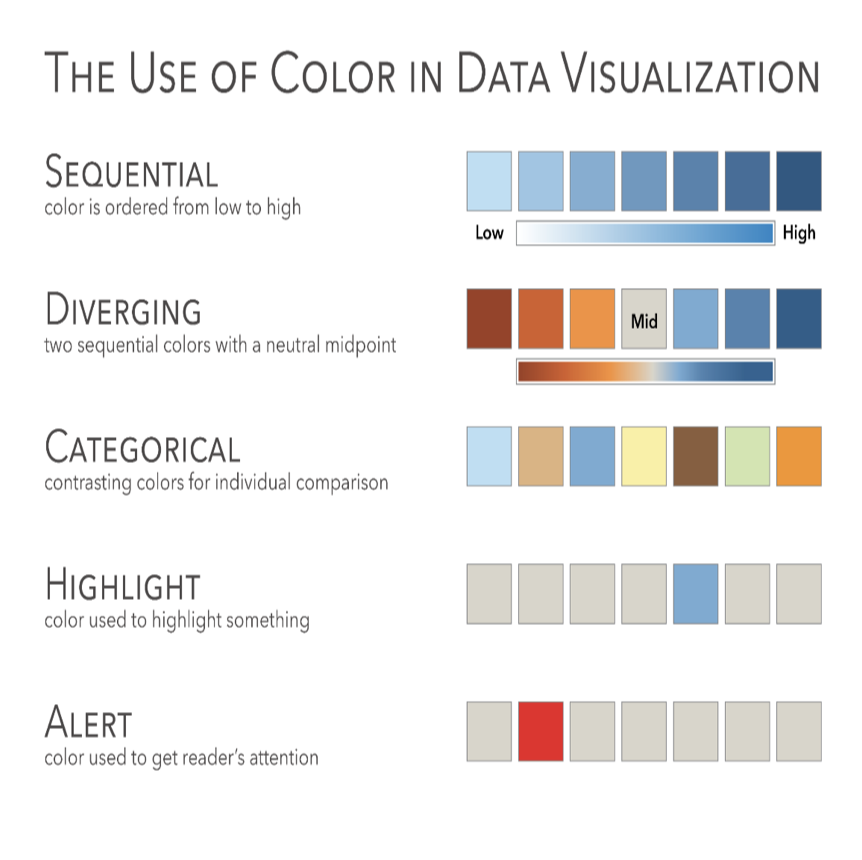 The Use of Color in Data Visualization
Sequential
color is ordered from low to high
Low
High
Diverging
two sequential colors with a neutral midpoint
Mid
Categorical
contrasting colors for individual comparison
Highlight
color used to highlight something
Alert
color used to get reader’s attention